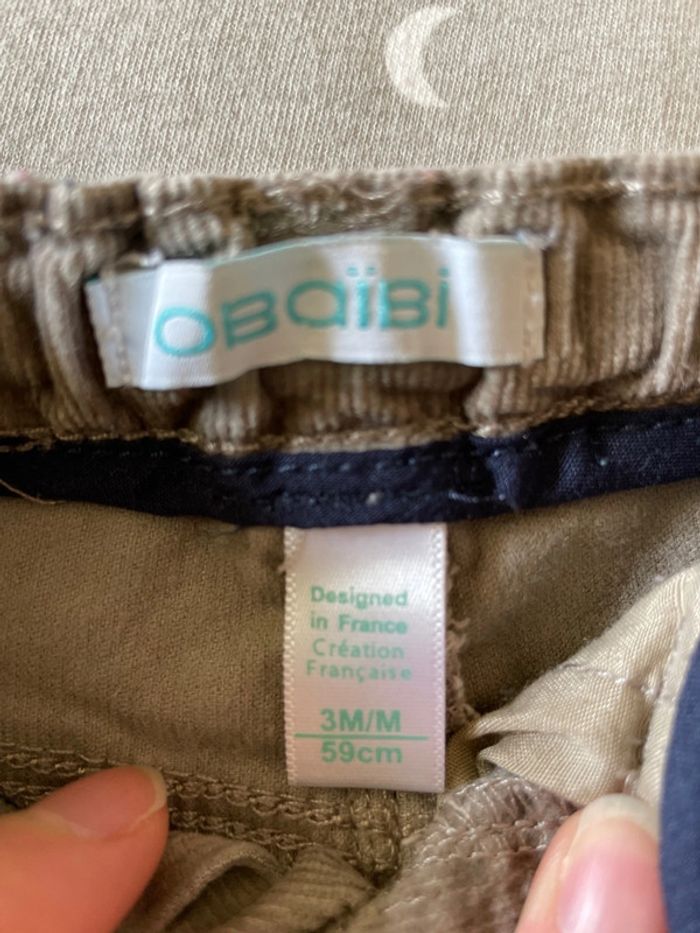 OBaïBi
Designed
in France
Création
Française
3M/M
59cm